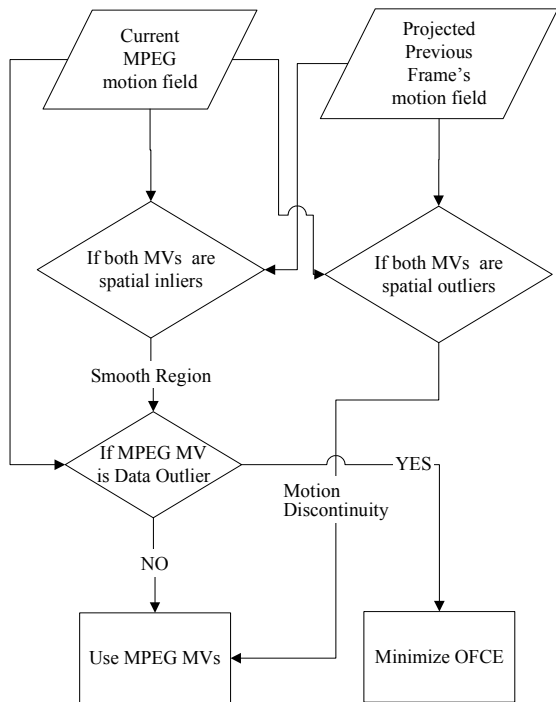 Current
MPEG
motion field
Projected
Previous
Frame's
motion field
If both MVs are
spatial inliers
If both MVs are
spatial outliers
Smooth Region
If MPEG MV
is Data Outlier
YES
Motion
Discontinuity
NO
Use MPEG MVs
Minimize OFCE